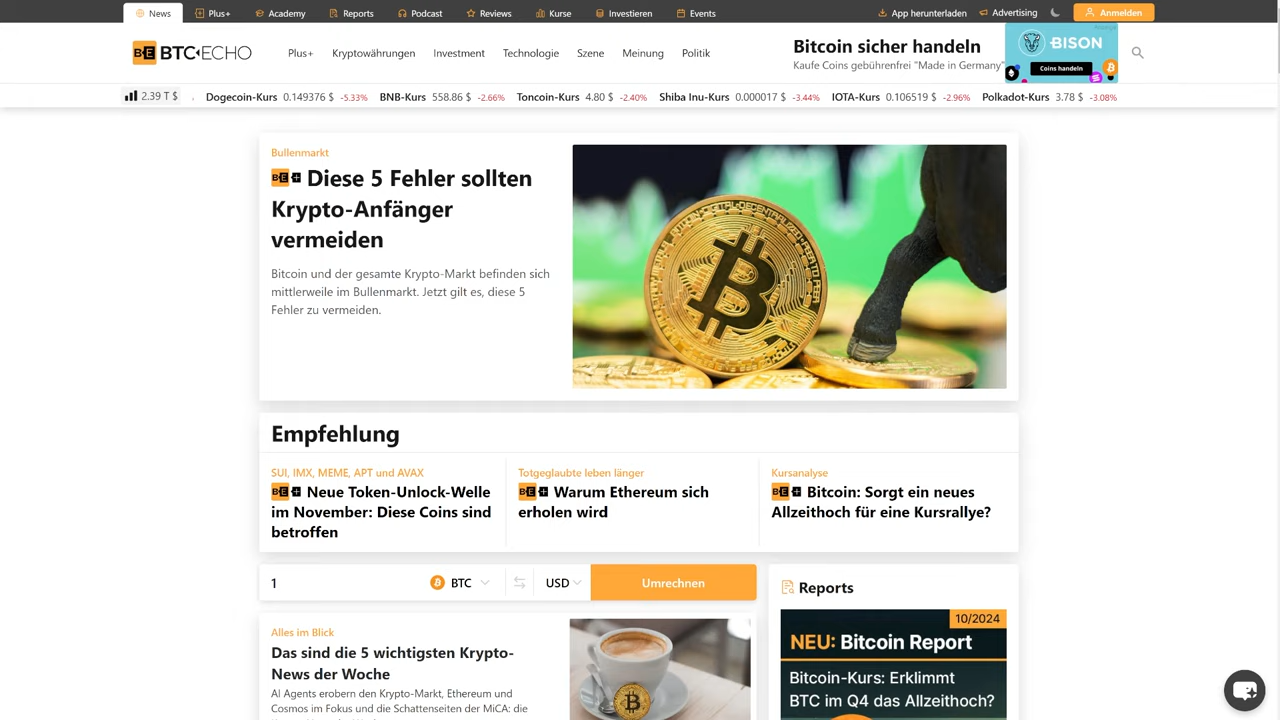 News
Plus+
Academy
Reports
Podcast
Reviews
Kurse
Investieren
Events
App herunterladen
Advertising
Anmelden
BTC-ECHO
Plus+
Kryptowährungen
Investment
Technologie
Szene
Meinung
Politik
Bitcoin sicher handeln
Kaufe Coins gebührenfrei "Made in Germany"
Anzeige
BISON
Coins handeln
2.39 T $
Dogecoin-Kurs 0.149376 $ -5.33%
BNB-Kurs 558.86 $ -2.66%
Toncoin-Kurs 4.80 $ -2.40%
Shiba Inu-Kurs 0.000017 $ -3.44%
IOTA-Kurs 0.106519 $ -2.96%
Polkadot-Kurs 3.78 $ -3.08%
Bullenmarkt
BE+ Diese 5 Fehler sollten
Krypto-Anfänger
vermeiden
Bitcoin und der gesamte Krypto-Markt befinden sich
mittlerweile im Bullenmarkt. Jetzt gilt es, diese 5
Fehler zu vermeiden.
Empfehlung
SUI, IMX, MEME, APT und AVAX
BE+ Neue Token-Unlock-Welle
im November: Diese Coins sind
betroffen
Totgeglaubte leben länger
BE+ Warum Ethereum sich
erholen wird
Kursanalyse
BE+ Bitcoin: Sorgt ein neues
Allzeithoch für eine Kursrallye?
1
BTC
USD
Umrechnen
Alles im Blick
Das sind die 5 wichtigsten Krypto-
News der Woche
AI Agents erobern den Krypto-Markt, Ethereum und
Cosmos im Fokus und die Schattenseiten der MiCA: die
Reports
10/2024
NEU: Bitcoin Report
Bitcoin-Kurs: Erklimmt
BTC im Q4 das Allzeithoch?